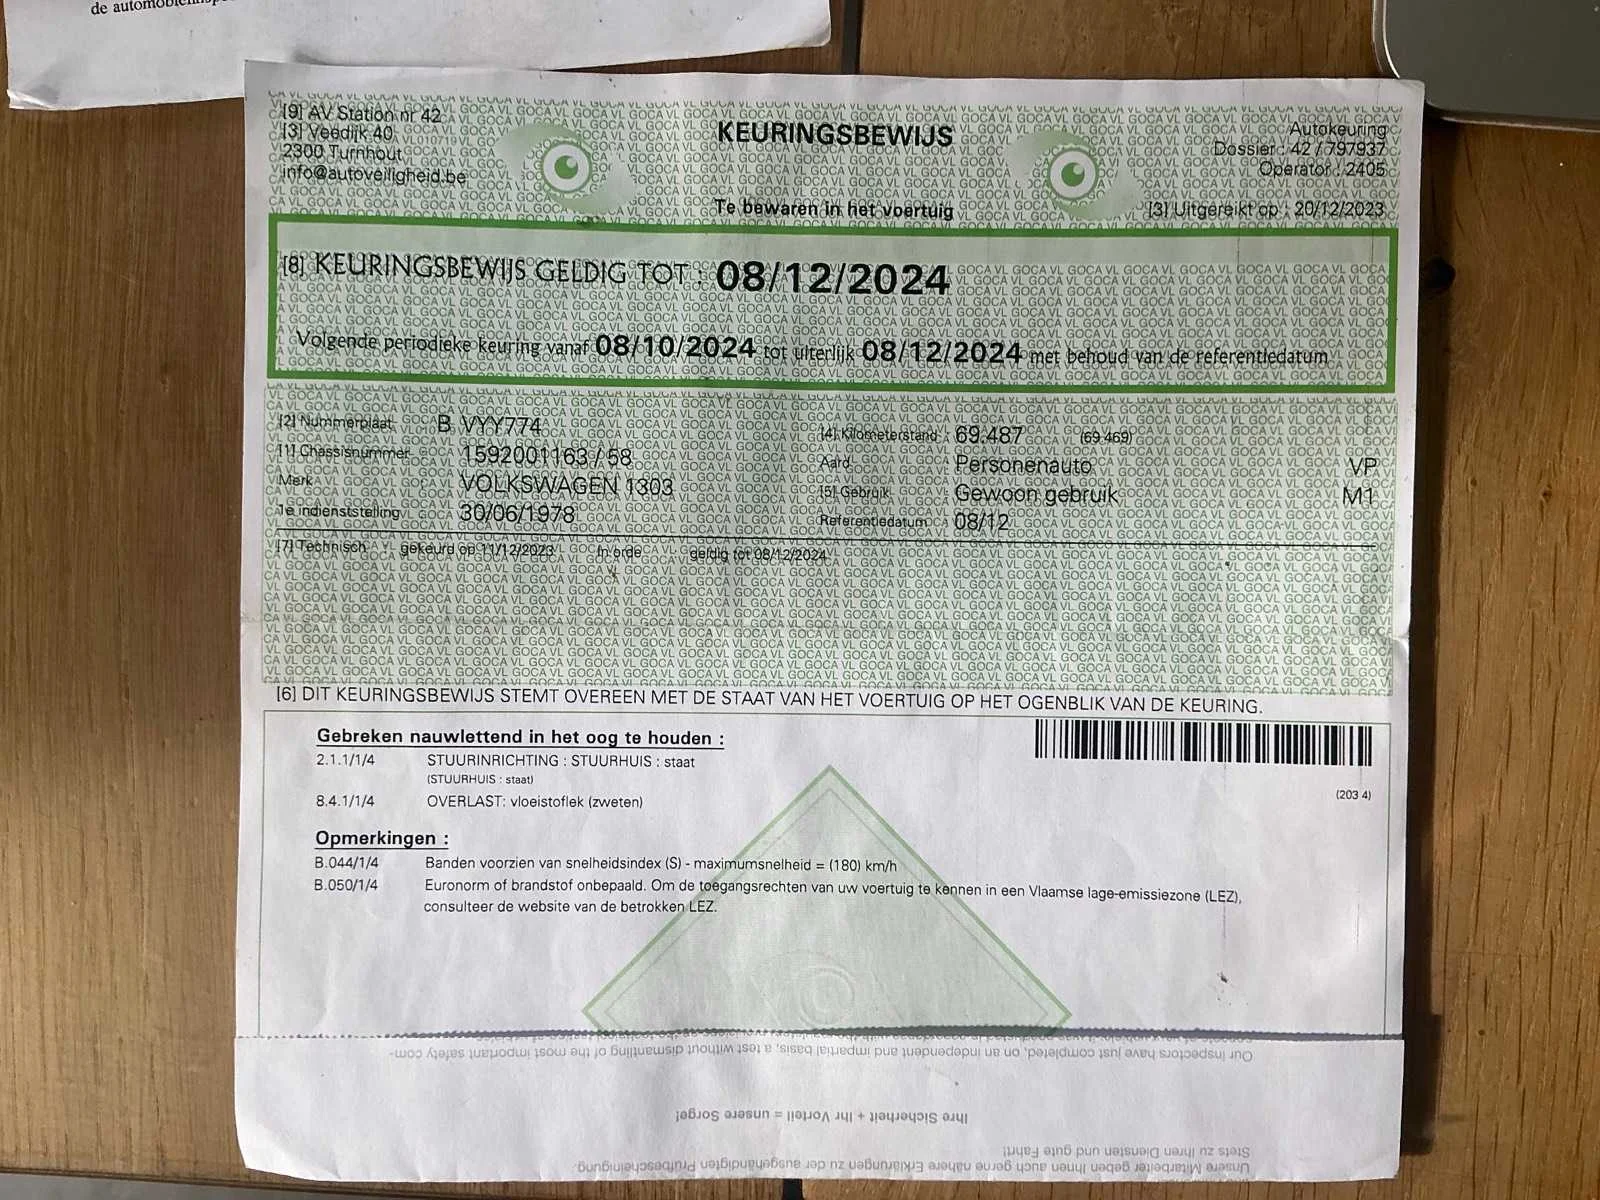 de automobielinspe
[9] AV Station nr 42
[3] Veedijk 40
2300 Turnhout
info@autoveiligheid.be
KEURINGSBEWIJS
Te bewaren in het voertuig
Autokeuring
Dossier : 42 / 797937
Operator : 2405
[3] Uitgereikt op : 20/12/2023
[8] KEURINGSBEWIJS GELDIG TOT : 08/12/2024
Volgende periodieke keuring vanaf 08/10/2024 tot uiterlijk 08/12/2024 met behoud van de referentiedatum
[2] Nummerplaat B VYY774
[1] Chassisnummer 1592001163 / 58
Merk VOLKSWAGEN 1303
1e indienststelling 30/06/1978
[4] Kilometerstand : 69.487 (69.469)
Aard Personenauto VP
[5] Gebruik Gewoon gebruik M1
Referentiedatum 08/12
[7] Technisch gekeurd op 11/12/2023 In orde geldig tot 08/12/2024
[6] DIT KEURINGSBEWIJS STEMT OVEREEN MET DE STAAT VAN HET VOERTUIG OP HET OGENBLIK VAN DE KEURING.
Gebreken nauwlettend in het oog te houden :
2.1.1/1/4 STUURINRICHTING : STUURHUIS : staat
(STUURHUIS : staat)
8.4.1/1/4 OVERLAST: vloeistoflek (zweten)
(203 4)
Opmerkingen :
B.044/1/4 Banden voorzien van snelheidsindex (S) - maximumsnelheid = (180) km/h
B.050/1/4 Euronorm of brandstof onbepaald. Om de toegangsrechten van uw voertuig te kennen in een Vlaamse lage-emissiezone (LEZ),
consulteer de website van de betrokken LEZ.
Our inspectors have just completed, on an independent and impartial basis, a test without dismantling of the most important safety com-
Ihre Sicherheit + Ihr Vorteil = unsere Sorge!
Stets zu Ihren Diensten und gute Fahrt!
Unsere Mitarbeiter geben Ihnen auch gerne nähere Erklärungen zu der ausgehändigten Prüfbescheinigung.